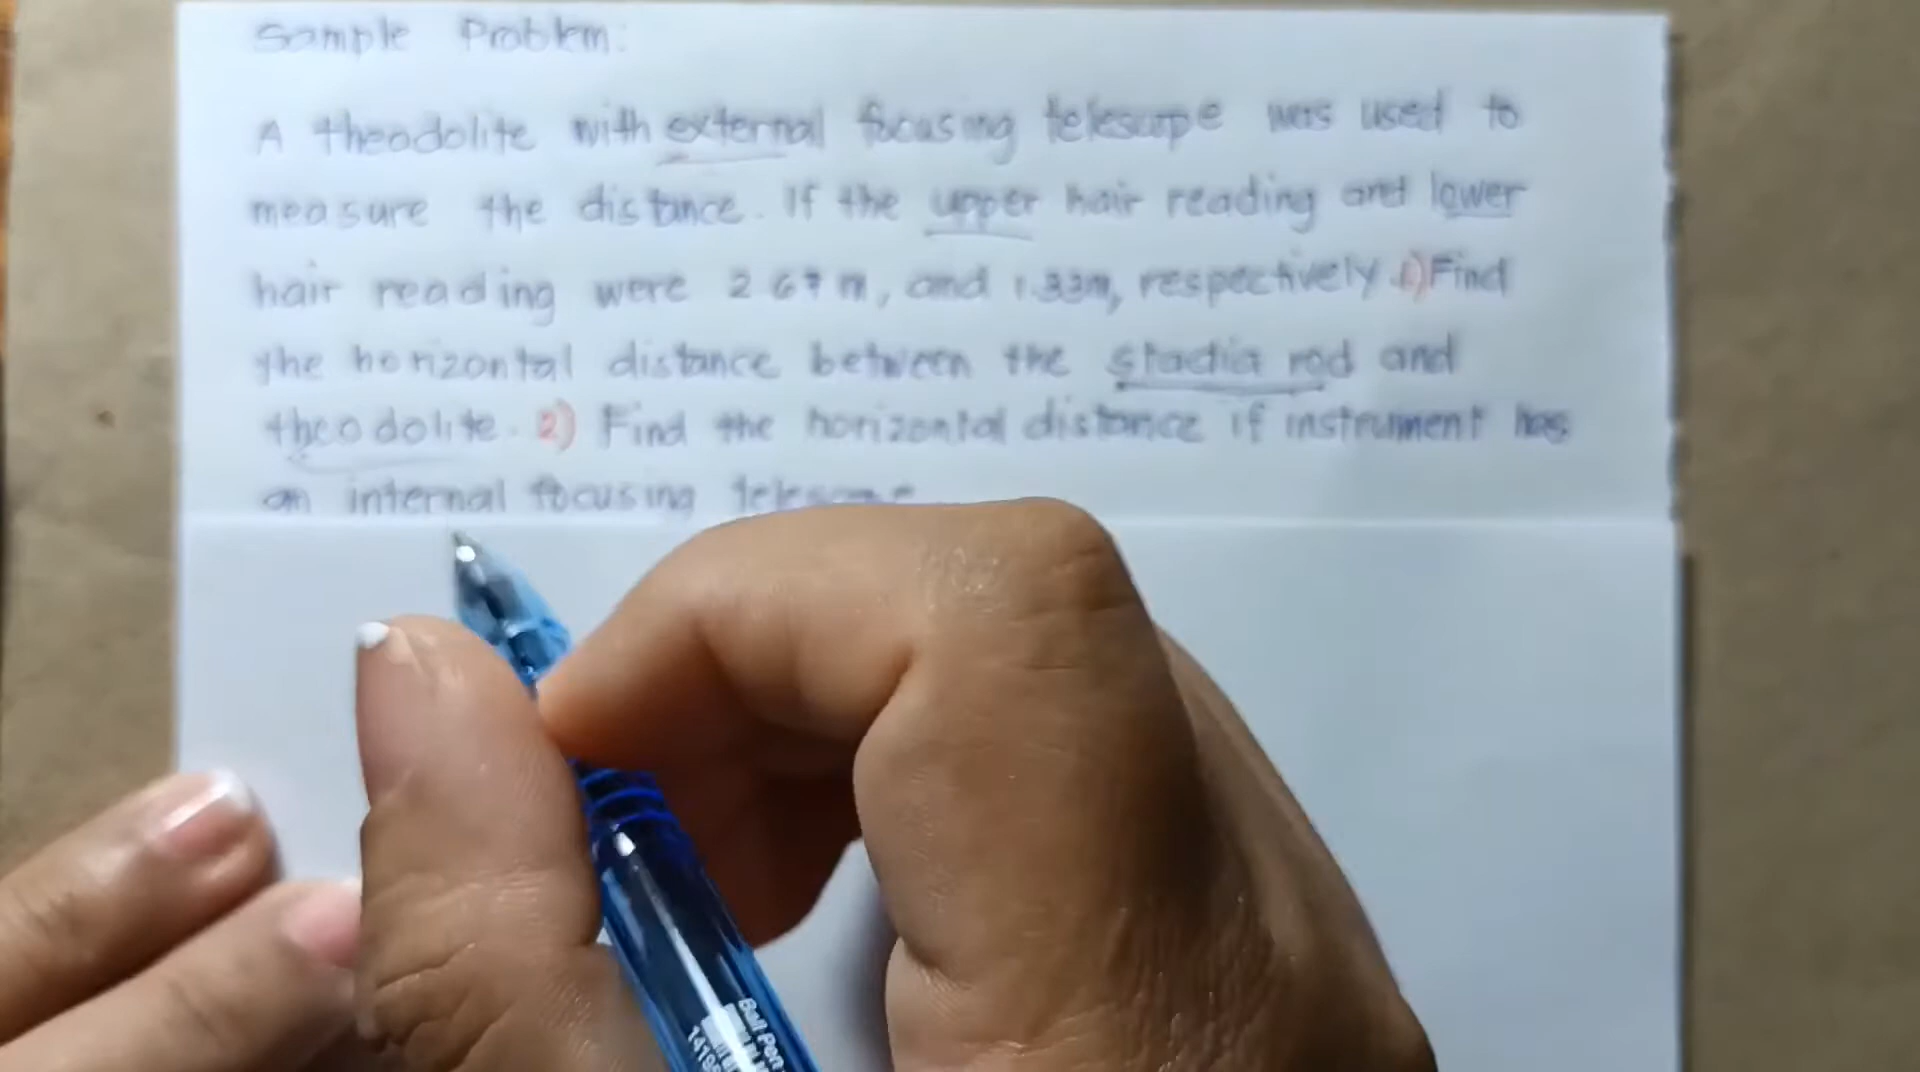 Sample Problem:
A theodolite with external focusing telescope was used to
measure the distance. If the upper hair reading and lower
hair reading were 2.67m, and 1.33m, respectively. 1) Find
the horizontal distance between the stadia rod and
theodolite. 2) Find the horizontal distance if instrument has
an internal focusing telescope
Ball Pen